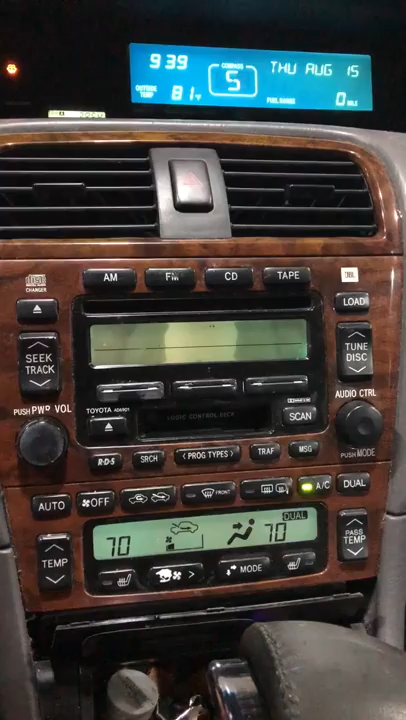 9:39 COMPASS THU AUG 15
OUTSIDE TEMP 81°F S FUEL RANGE 0 MILE
AM FM CD TAPE JBL
CHANGER LOAD
SEEK TRACK TUNE DISC
TOYOTA LOGIC CONTROL SCAN
PUSH PWR VOL AUDIO CTRL
PUSH MODE
R·D·S SRCH < PROG TYPES > TRAF MSG
AUTO OFF FRONT A/C DUAL
DUAL
TEMP 70 70 PASS TEMP
MODE